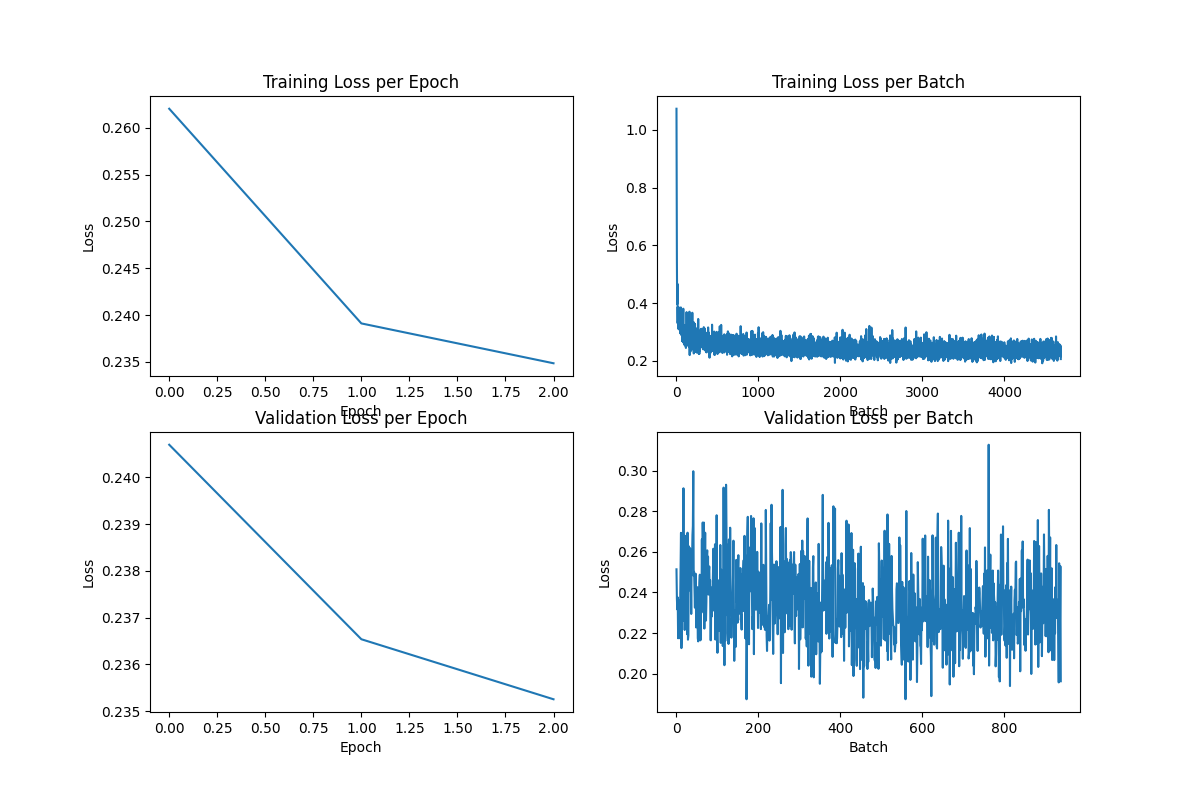 Training Loss per Epoch
Loss
0.260
0.255
0.250
0.245
0.240
0.235
0.00 0.25 0.50 0.75 1.00 1.25 1.50 1.75 2.00
Epoch
Training Loss per Batch
Loss
1.0
0.8
0.6
0.4
0.2
0 1000 2000 3000 4000
Batch
Validation Loss per Epoch
Loss
0.240
0.239
0.238
0.237
0.236
0.235
0.00 0.25 0.50 0.75 1.00 1.25 1.50 1.75 2.00
Epoch
Validation Loss per Batch
Loss
0.30
0.28
0.26
0.24
0.22
0.20
0 200 400 600 800
Batch